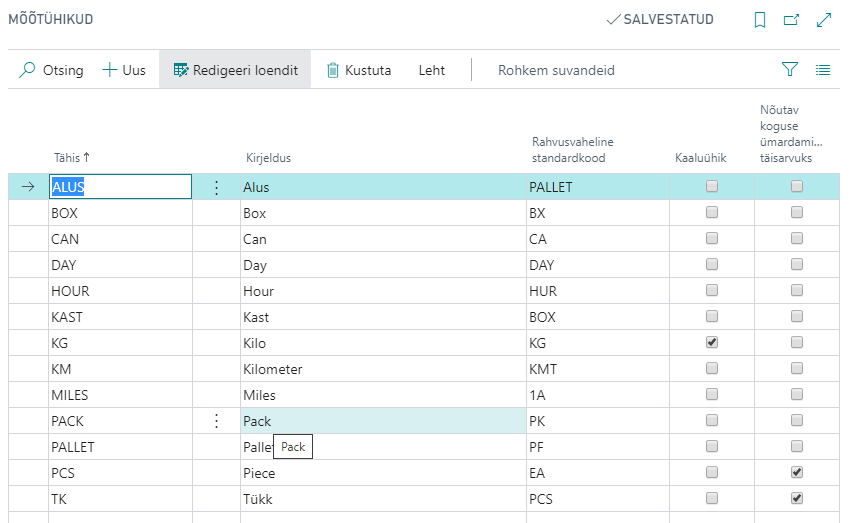 MÕÕTÜHIKUD SALVESTATUD
Otsing Uus Redigeeri loendit Kustuta Leht Rohkem suvandeid
Tähis ↑ Kirjeldus Rahvusvaheline standardkood Kaaluühik Nõutav koguse ümardami... täisarvuks
ALUS Alus PALLET
BOX Box BX
CAN Can CA
DAY Day DAY
HOUR Hour HUR
KAST Kast BOX
KG Kilo KG
KM Kilometer KMT
MILES Miles 1A
PACK Pack PK
PALLET Palle PF
Pack
PCS Piece EA
TK Tükk PCS